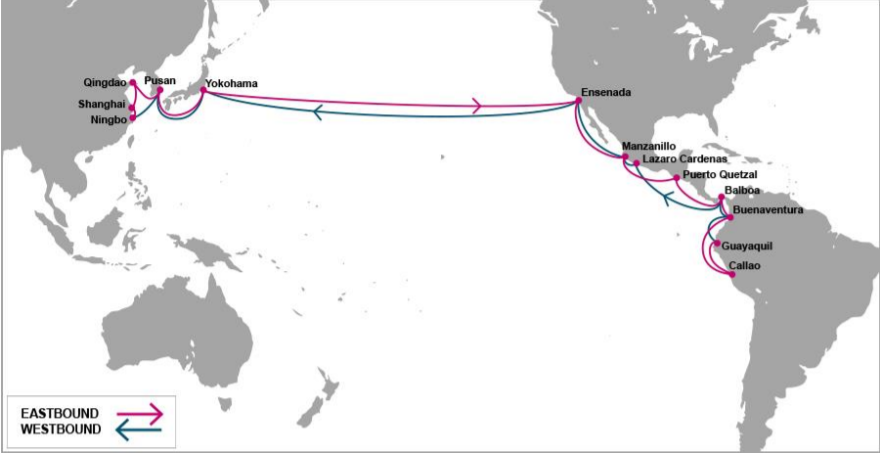 Qingdao
Pusan
Yokohama
Shanghai
Ningbo
Ensenada
Manzanillo
Lazaro Cardenas
Puerto Quetzal
Balboa
Buenaventura
Guayaquil
Callao
EASTBOUND
WESTBOUND